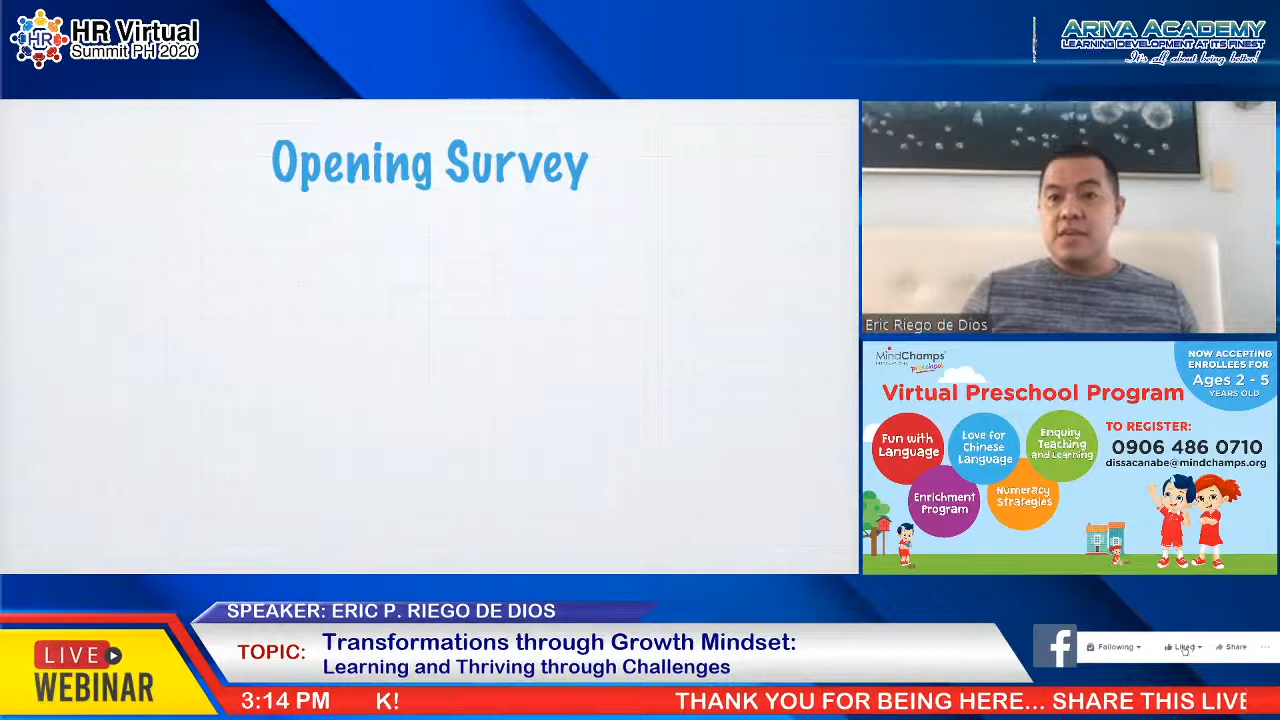 HR
HR Virtual
Summit PH 2020
ARIVA ACADEMY
LEARNING DEVELOPMENT AT ITS FINEST
It's all about being better!
Opening Survey
Eric Riego de Dios
MindChamps
Preschool
NOW ACCEPTING
ENROLLEES FOR
Ages 2 - 5
YEARS OLD
Virtual Preschool Program
Fun with
Language
Love for
Chinese
Language
Enquiry
Teaching
and Learning
Enrichment
Program
Numeracy
Strategies
TO REGISTER:
0906 486 0710
dissacanabe@mindchamps.org
SPEAKER: ERIC P. RIEGO DE DIOS
LIVE
WEBINAR
TOPIC:
Transformations through Growth Mindset:
Learning and Thriving through Challenges
f
Following
Liked
Share
3:14 PM
K!
THANK YOU FOR BEING HERE... SHARE THIS LIVE